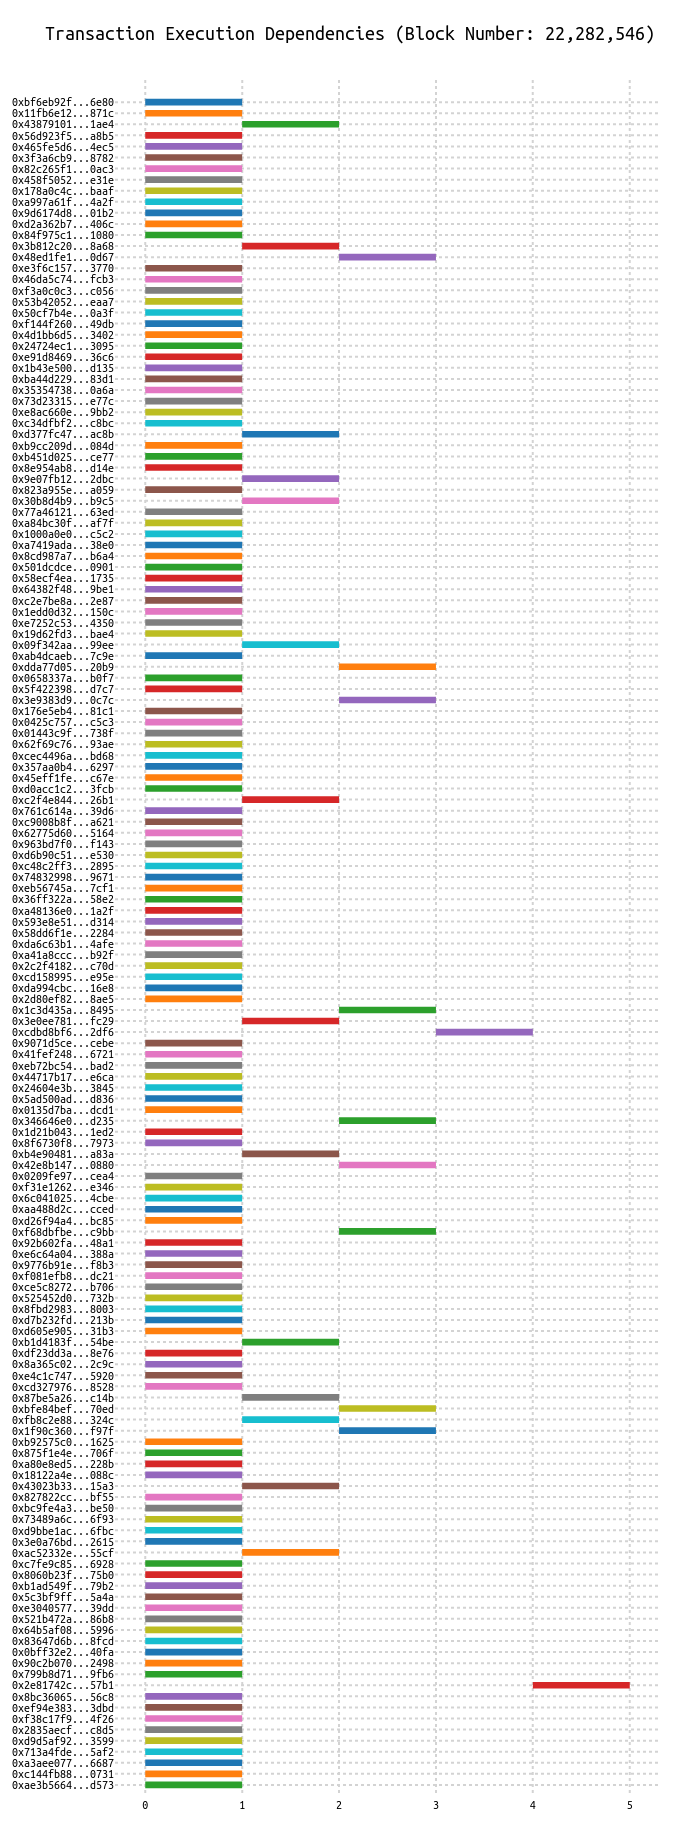 Transaction Execution Dependencies (Block Number: 22,282,546)
0xbf6eb92f...6e80
0x11fb6e12...871c
0x43879101...1ae4
0x56d923f5...a8b5
0x465fe5d6...4ec5
0x3f3a6cb9...8782
0x82c265f1...0ac3
0x458f5052...e31e
0x178a0c4c...baaf
0xa997a61f...4a2f
0x9d6174d8...01b2
0xd2a362b7...406c
0x84f975c1...1080
0x3b812c20...8a68
0x48ed1fe1...0d67
0xe3f6c157...3770
0x46da5c74...fcb3
0xf3a0c0c3...c056
0x53b42052...eaa7
0x50cf7b4e...0a3f
0xf144f260...49db
0x4d1bb6d5...3402
0x24724ec1...3095
0xe91d8469...36c6
0x1b43e500...d135
0xba44d229...83d1
0x35354738...0a6a
0x73d23315...e77c
0xe8ac660e...9bb2
0xc34dfbf2...c8bc
0xd377fc47...ac8b
0xb9cc209d...084d
0xb451d025...ce77
0x8e954ab8...d14e
0x9e07fb12...2dbc
0x823a955e...a059
0x30b8d4b9...b9c5
0x77a46121...63ed
0xa84bc30f...af7f
0x1000a0e0...c5c2
0xa7419ada...38e0
0x8cd987a7...b6a4
0x501dcdce...0901
0x58ecf4ea...1735
0x64382f48...9be1
0xc2e7be8a...2e87
0x1edd0d32...150c
0xe7252c53...4350
0x19d62fd3...bae4
0x09f342aa...99ee
0xab4dcaeb...7c9e
0xdda77d05...20b9
0x0658337a...b0f7
0x5f422398...d7c7
0x3e9383d9...0c7c
0x176e5eb4...81c1
0x0425c757...c5c3
0x01443c9f...738f
0x62f69c76...93ae
0xcec4496a...bd68
0x357aa0b4...6297
0x45eff1fe...c67e
0xd0acc1c2...3fcb
0xc2f4e844...26b1
0x761c614a...39d6
0xc9008b8f...a621
0x62775d60...5164
0x963bd7f0...f143
0xd6b90c51...e530
0xc48c2ff3...2895
0x74832998...9671
0xeb56745a...7cf1
0x36ff322a...58e2
0xa48136e0...1a2f
0x593e8e51...d314
0x58dd6f1e...2284
0xda6c63b1...4afe
0xa41a8ccc...b92f
0x2c2f4182...c70d
0xcd158995...e95e
0xda994cbc...16e8
0x2d80ef82...8ae5
0x1c3d435a...8495
0x3e0ee781...fc29
0xcdbd8bf6...2df6
0x9071d5ce...cebe
0x41fef248...6721
0xeb72bc54...bad2
0x44717b17...e6ca
0x24604e3b...3845
0x5ad500ad...d836
0x0135d7ba...dcd1
0x346646e0...d235
0x1d21b043...1ed2
0x8f6730f8...7973
0xb4e90481...a83a
0x42e8b147...0880
0x0209fe97...cea4
0xf31e1262...e346
0x6c041025...4cbe
0xaa488d2c...cced
0xd26f94a4...bc85
0xf68dbfbe...c9bb
0x92b602fa...48a1
0xe6c64a04...388a
0x9776b91e...f8b3
0xf081efb8...dc21
0xce5c8272...b706
0x525452d0...732b
0x8fbd2983...8003
0xd7b232fd...213b
0xd605e905...31b3
0xb1d4183f...54be
0xdf23dd3a...8e76
0x8a365c02...2c9c
0xe4c1c747...5920
0xcd327976...8528
0x87be5a26...c14b
0xbfe84bef...70ed
0xfb8c2e88...324c
0x1f90c360...f97f
0xb92575c0...1625
0x875f1e4e...706f
0xa80e8ed5...228b
0x18122a4e...088c
0x43023b33...15a3
0x827822cc...bf55
0xbc9fe4a3...be50
0x73489a6c...6f93
0xd9bbe1ac...6fbc
0x3e0a76bd...2615
0xac52332e...55cf
0xc7fe9c85...6928
0x8060b23f...75b0
0xb1ad549f...79b2
0x5c3bf9ff...5a4a
0xe3040577...39dd
0x521b472a...86b8
0x64b5af08...5996
0x83647d6b...8fcd
0x0bff32e2...40fa
0x90c2b070...2498
0x799b8d71...9fb6
0x2e81742c...57b1
0x8bc36065...56c8
0xef94e383...3dbd
0xf38c17f9...4f26
0x2835aecf...c8d5
0xd9d5af92...3599
0x713a4fde...5af2
0xa3aee077...6687
0xc144fb88...0731
0xae3b5664...d573
0 1 2 3 4 5